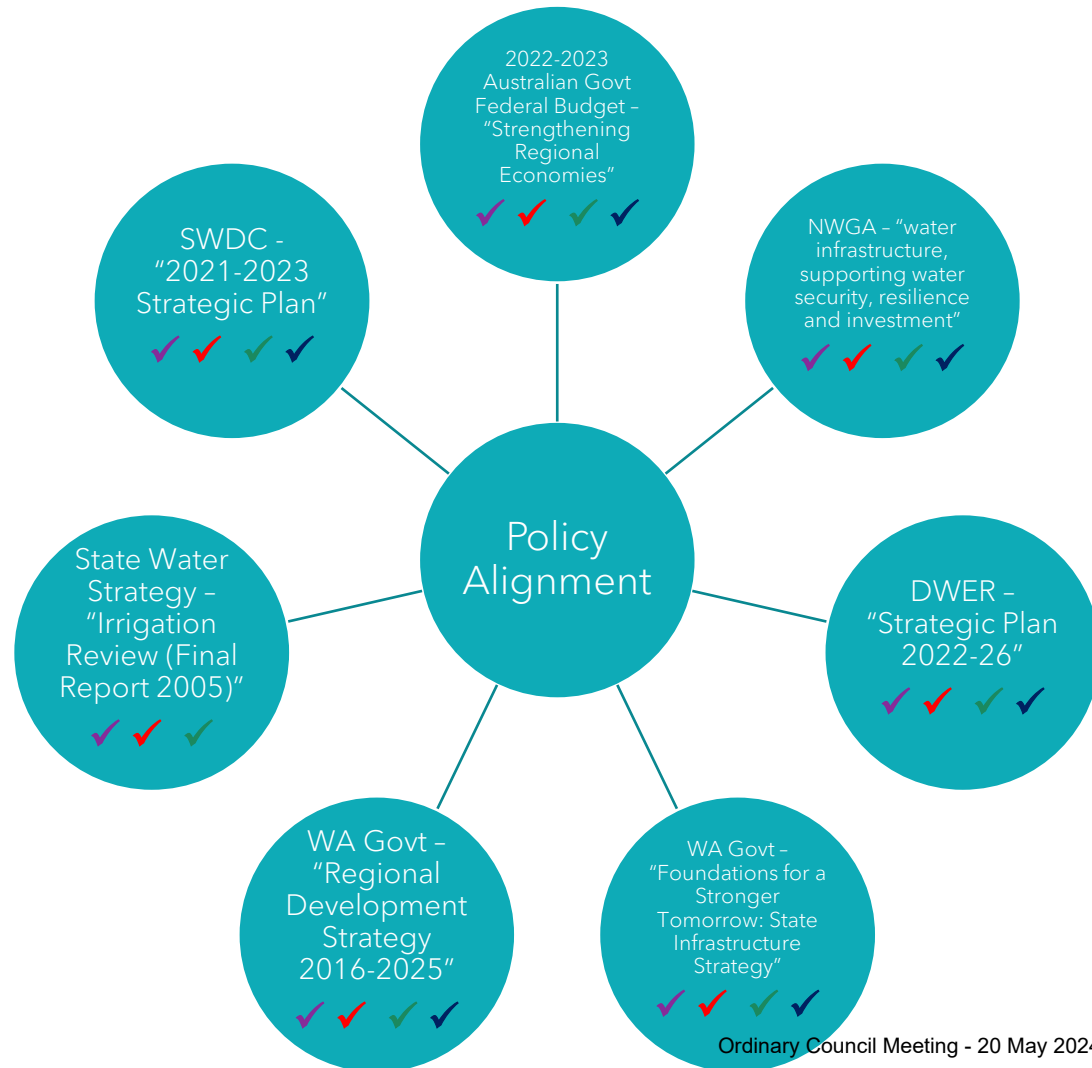 2022-2023
Australian Govt
Federal Budget –
“Strengthening
Regional
Economies”
SWDC -
“2021-2023
Strategic Plan”
NWGA – “water
infrastructure,
supporting water
security, resilience
and investment”
Policy
Alignment
State Water
Strategy –
“Irrigation
Review (Final
Report 2005)”
DWER –
“Strategic Plan
2022-26”
WA Govt –
“Regional
Development
Strategy
2016-2025”
WA Govt –
“Foundations for a
Stronger
Tomorrow: State
Infrastructure
Strategy”
Ordinary Council Meeting - 20 May 2024